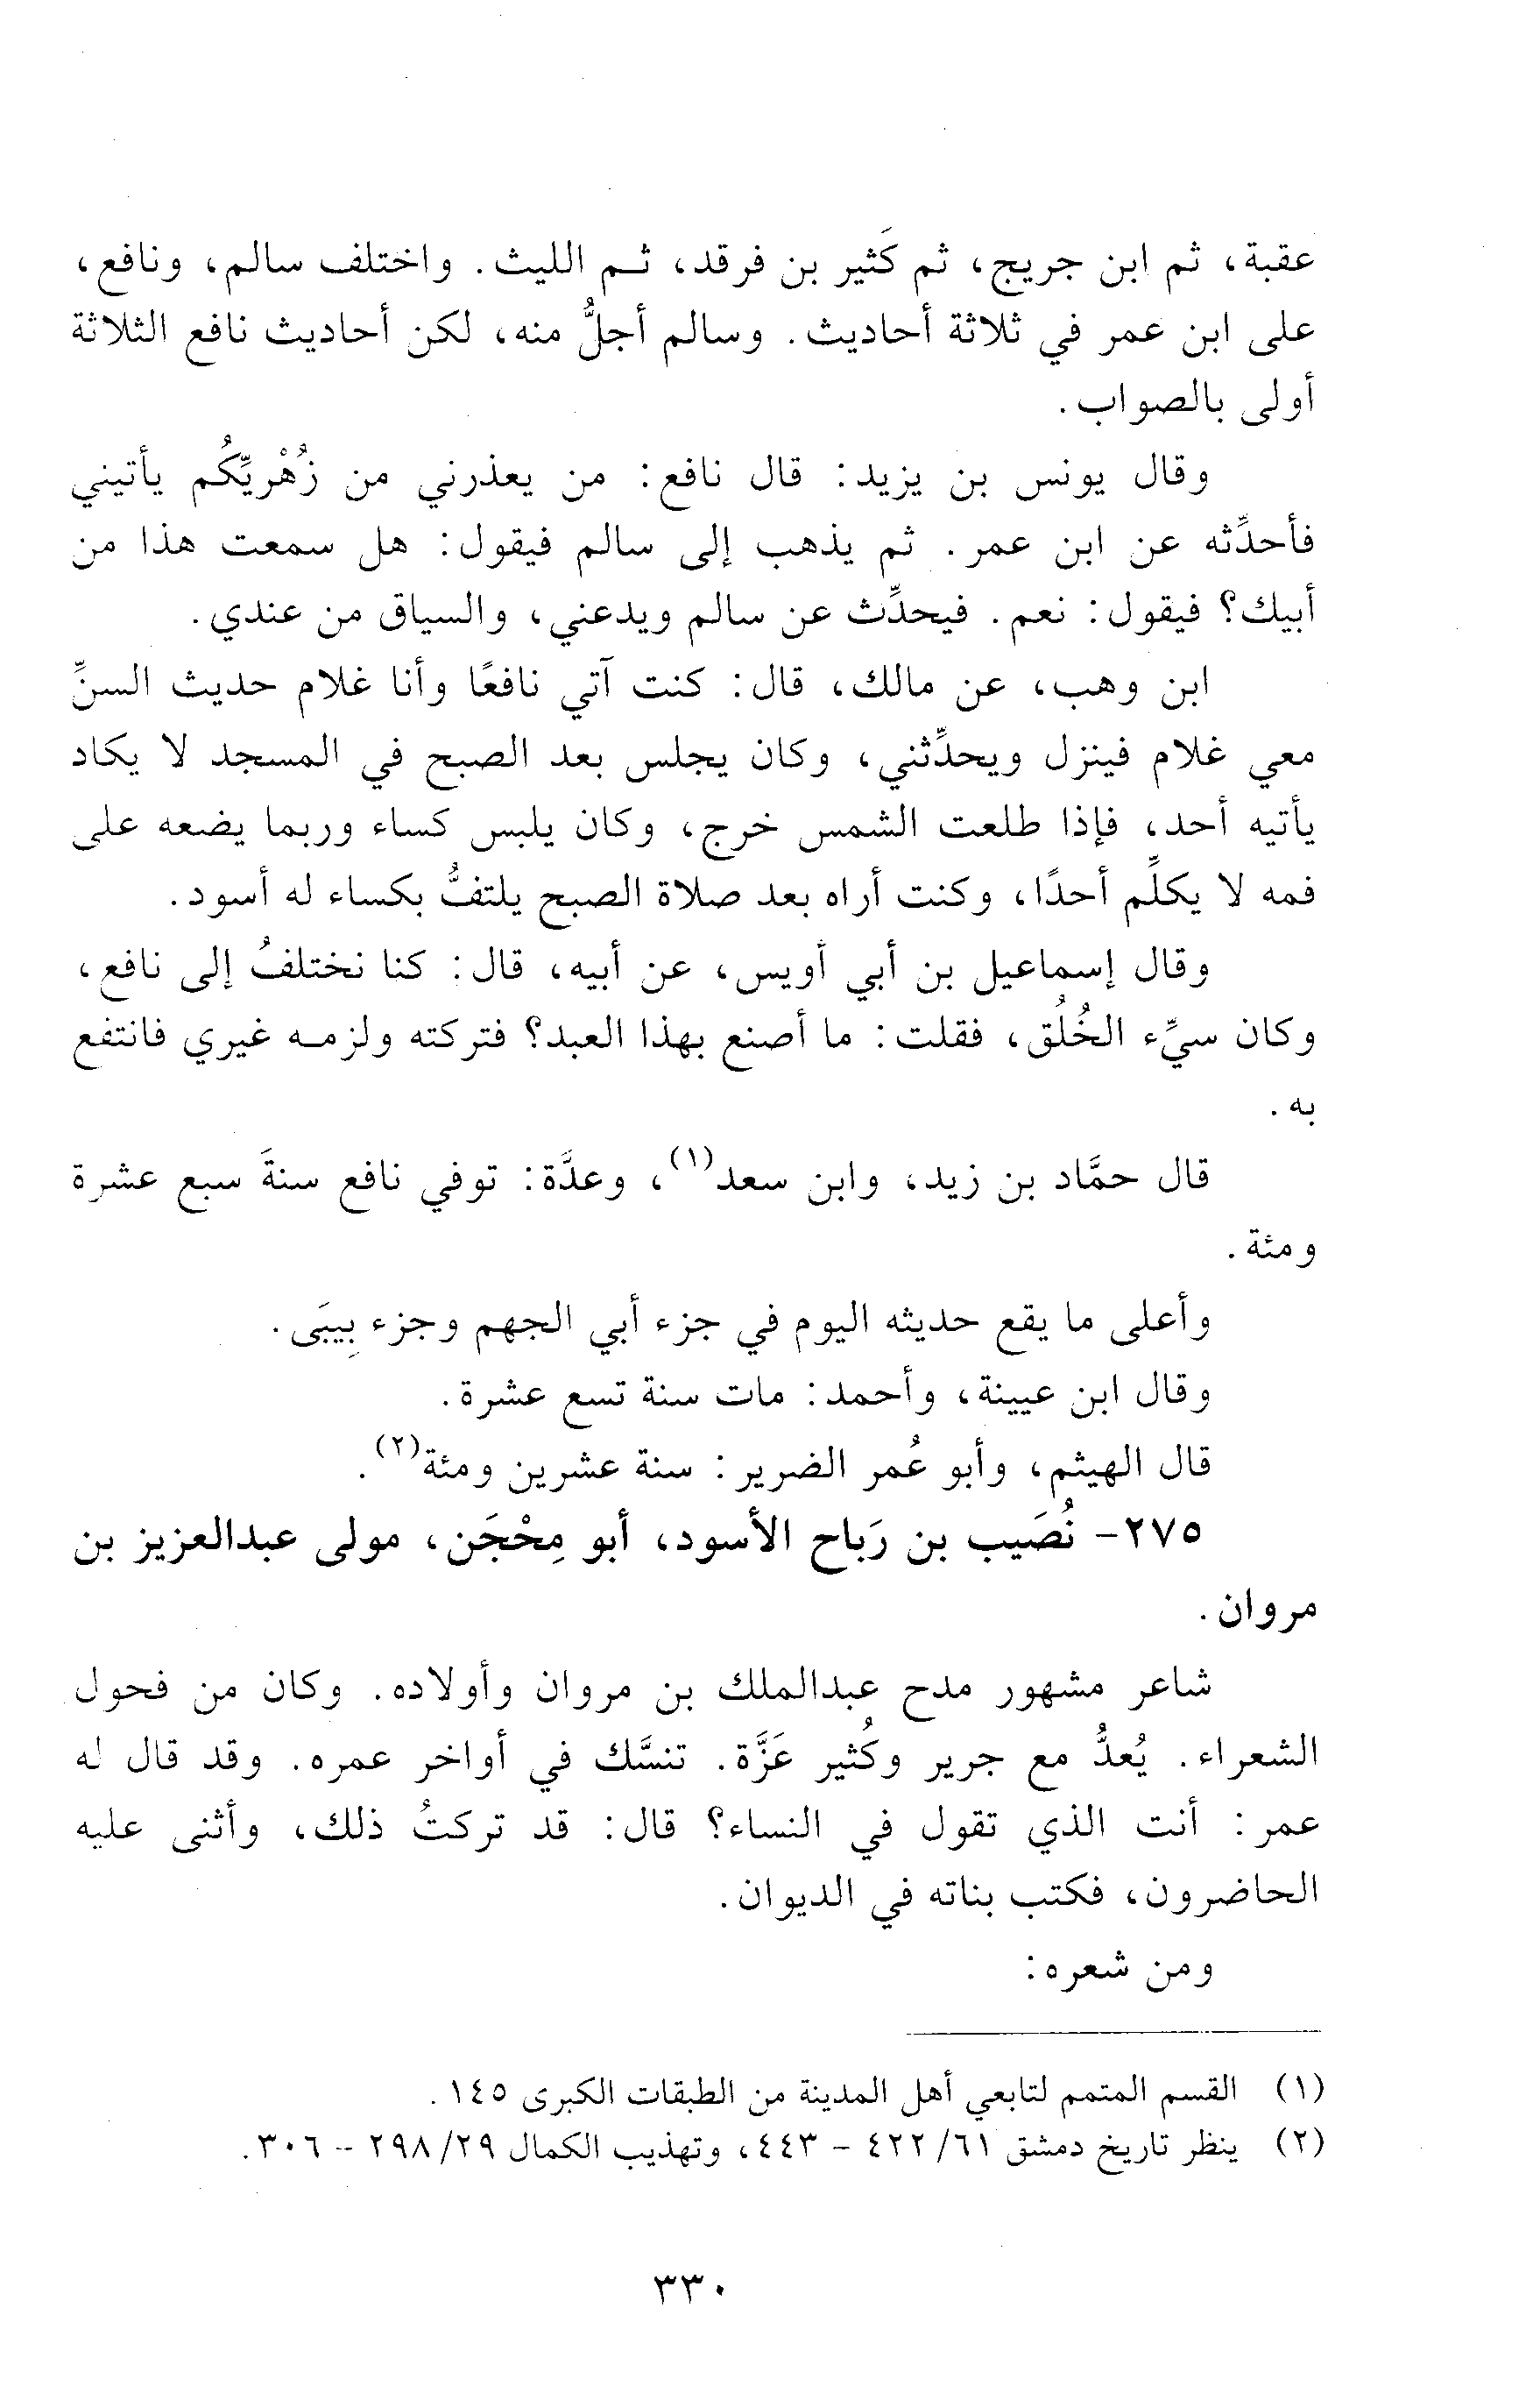 عقبة، ثم ابن جريج، ثم كَثير بن فرقد، ثم الليث. واختلف سالم، ونافع،
على ابن عمر في ثلاثة أحاديث. وسالم أجلُّ منه، لكن أحاديث نافع الثلاثة
أولى بالصواب.
وقال يونس بن يزيد: قال نافع: من يعذرني من زُهْريِّكُم يأتيني
فأحدِّثه عن ابن عمر. ثم يذهب إلى سالم فيقول: هل سمعت هذا من
أبيك؟ فيقول: نعم. فيحدِّث عن سالم ويدعني، والسياق من عندي.
ابن وهب، عن مالك، قال: كنت آتي نافعًا وأنا غلام حديث السنِّ
معي غلام فينزل ويحدِّثني، وكان يجلس بعد الصبح في المسجد لا يكاد
يأتيه أحد، فإذا طلعت الشمس خرج، وكان يلبس كساء وربما يضعه على
فمه لا يكلِّم أحدًا، وكنت أراه بعد صلاة الصبح يلتفُّ بكساء له أسود.
وقال إسماعيل بن أبي أويس، عن أبيه، قال: كنا نختلفُ إلى نافع،
وكان سيِّء الخُلُق، فقلت: ما أصنع بهذا العبد؟ فتركته ولزمه غيري فانتفع
به.
قال حمَّاد بن زيد، وابن سعد(١)، وعدَّة: توفي نافع سنةَ سبع عشرة
ومئة.
وأعلى ما يقع حديثه اليوم في جزء أبي الجهم وجزء بِيبَى.
وقال ابن عيينة، وأحمد: مات سنة تسع عشرة.
قال الهيثم، وأبو عُمر الضرير: سنة عشرين ومئة(٢).
٢٧٥- نُصَيب بن رَباح الأسود، أبو مِحْجَن، مولى عبدالعزيز بن
مروان.
شاعر مشهور مدح عبدالملك بن مروان وأولاده. وكان من فحول
الشعراء. يُعدُّ مع جرير وكُثير عَزَّة. تنسَّك في أواخر عمره. وقد قال له
عمر: أنت الذي تقول في النساء؟ قال: قد تركتُ ذلك، وأثنى عليه
الحاضرون، فكتب بناته في الديوان.
ومن شعره:
(١) القسم المتمم لتابعي أهل المدينة من الطبقات الكبرى ١٤٥.
(٢) ينظر تاريخ دمشق ٦١/ ٤٢٢ - ٤٤٣، وتهذيب الكمال ٢٩/ ٢٩٨ - ٣٠٦.
٣٣٠